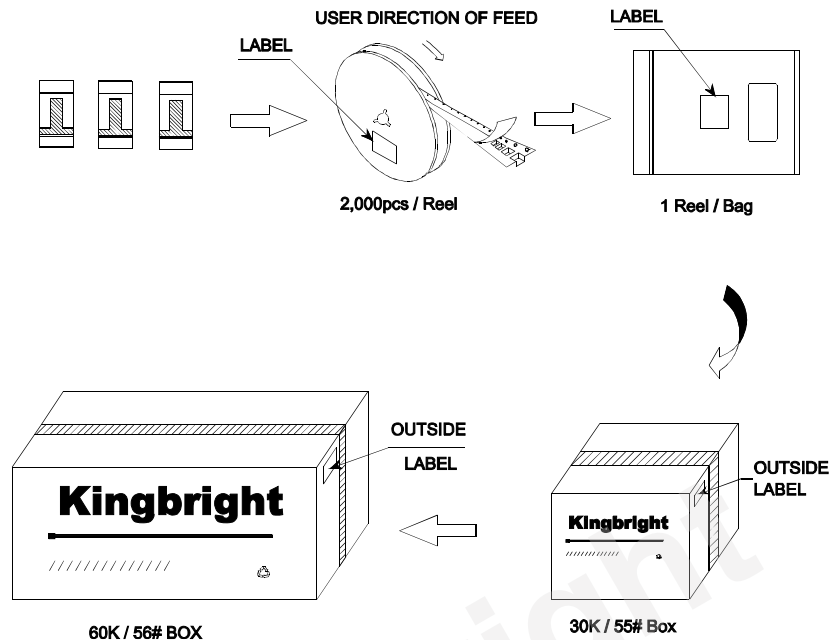 USER DIRECTION OF FEED
LABEL
LABEL
2,000pcs / Reel
1 Reel / Bag
OUTSIDE
LABEL
OUTSIDE
LABEL
Kingbright
Kingbright
60K / 56# BOX
30K / 55# Box
right